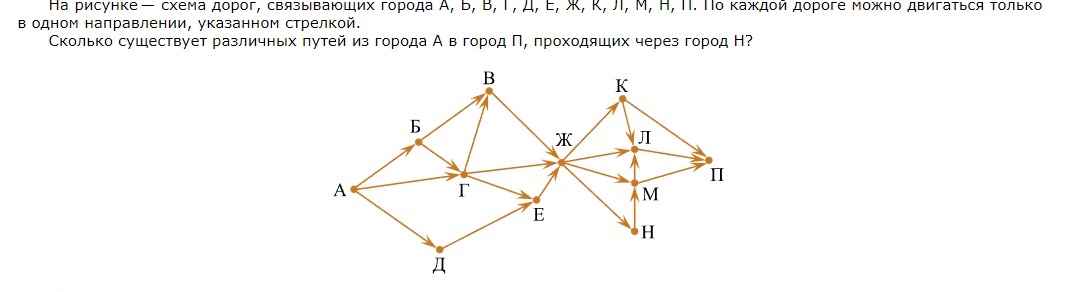 На рисунке — схема дорог, связывающих города А, Б, В, Г, Д, Е, Ж, К, Л, М, Н, П. По каждой дороге можно двигаться только
в одном направлении, указанном стрелкой.
Сколько существует различных путей из города А в город П, проходящих через город Н?
В
К
Б
Ж
Л
П
А
Г
М
Е
Н
Д